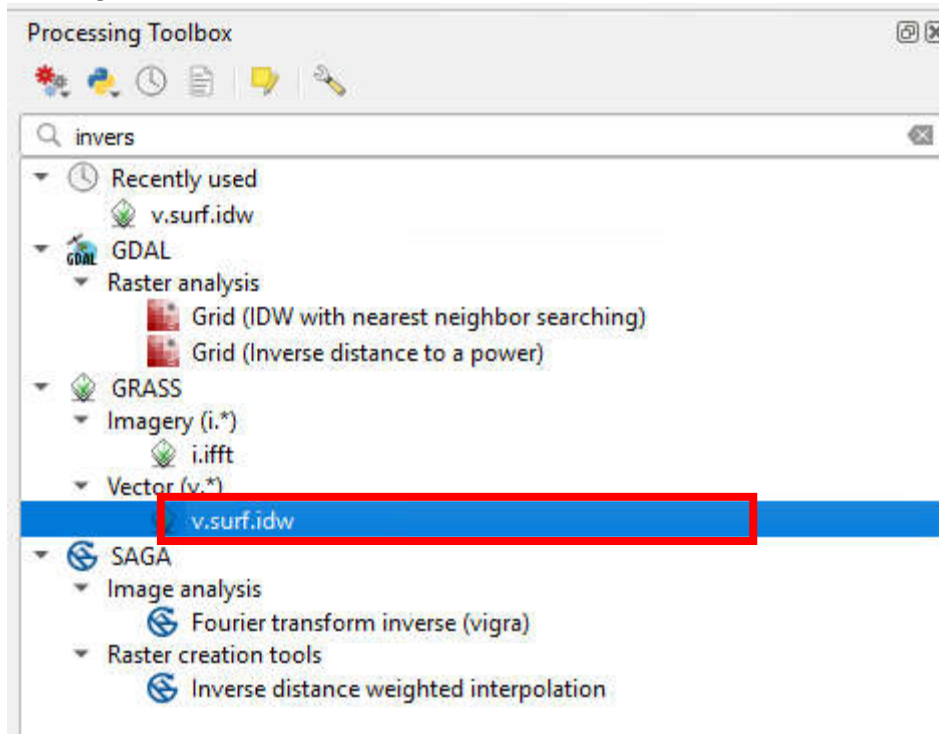 Processing Toolbox
invers
Recently used
v.surf.idw
GDAL
GDAL
Raster analysis
Grid (IDW with nearest neighbor searching)
Grid (Inverse distance to a power)
GRASS
Imagery (i.*)
i.ifft
Vector (v.*)
v.surf.idw
SAGA
Image analysis
Fourier transform inverse (vigra)
Raster creation tools
Inverse distance weighted interpolation